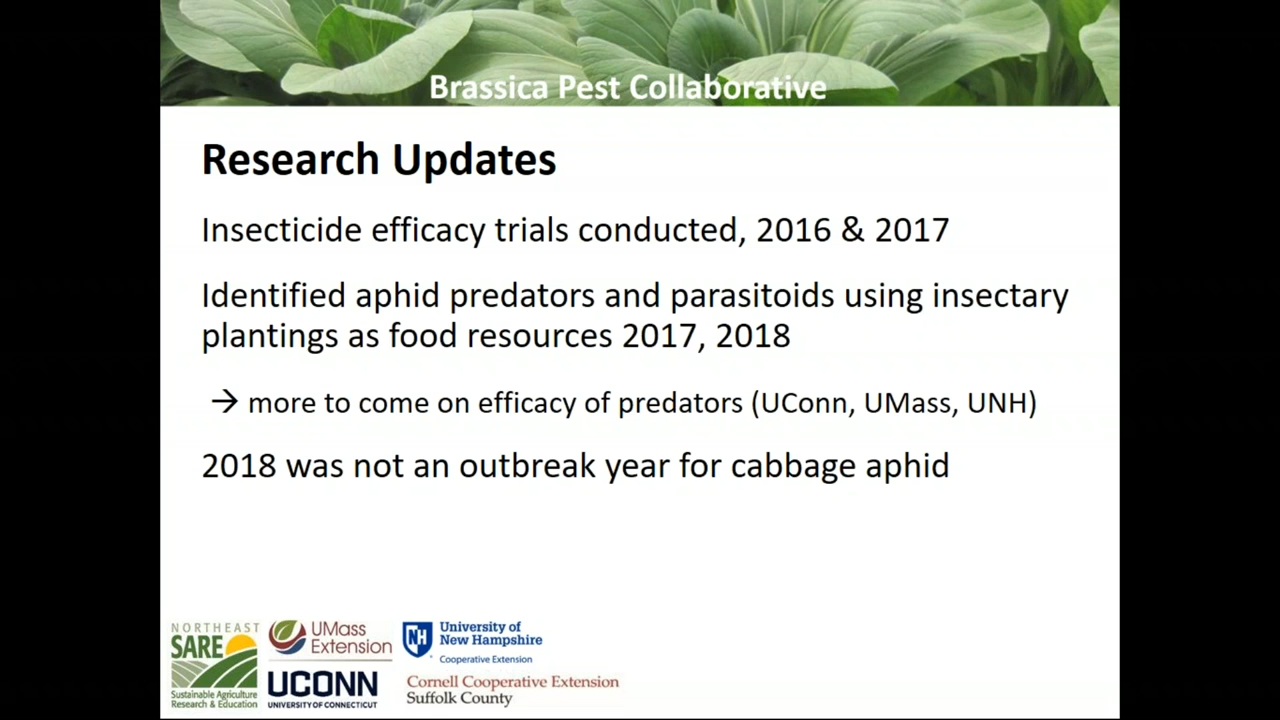 Brassica Pest Collaborative
Research Updates
Insecticide efficacy trials conducted, 2016 & 2017
Identified aphid predators and parasitoids using insectary
plantings as food resources 2017, 2018
→ more to come on efficacy of predators (UConn, UMass, UNH)
2018 was not an outbreak year for cabbage aphid
NORTHEAST
SARE
Sustainable Agriculture
Research & Education
UMass
Extension
UCONN
UNIVERSITY OF CONNECTICUT
NH
University of
New Hampshire
Cooperative Extension
Cornell Cooperative Extension
Suffolk County